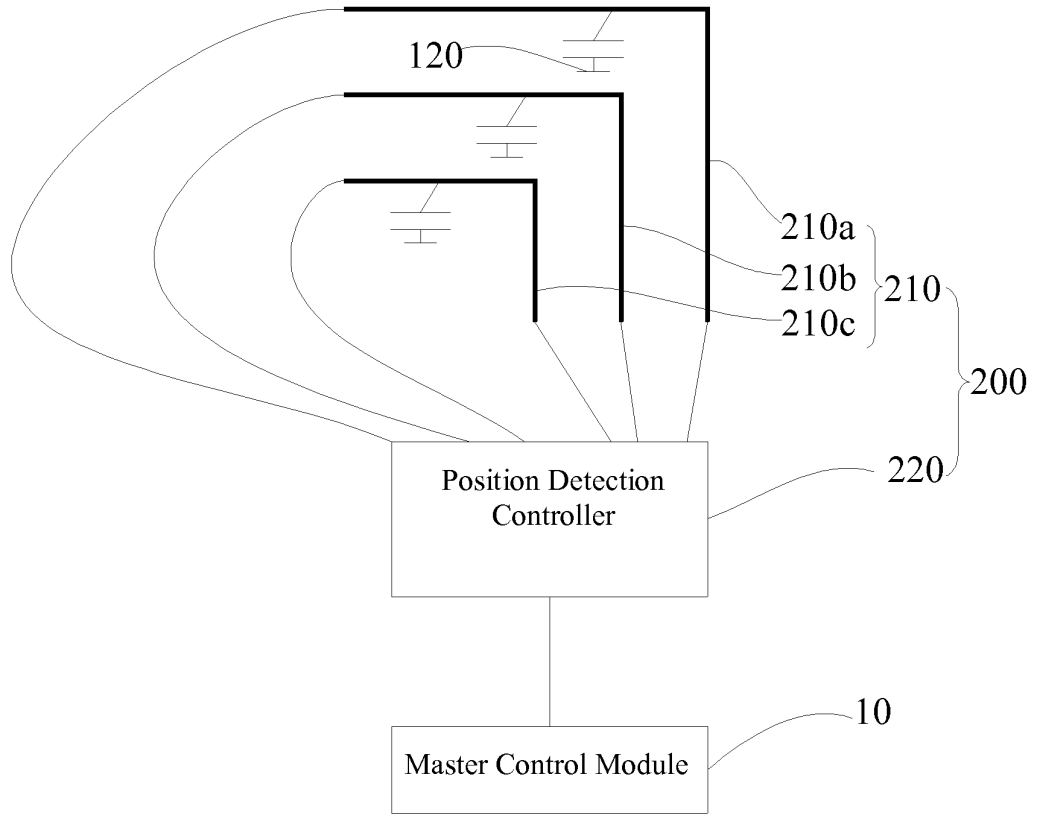 120
210a
210b
210
210c
200
220
Position Detection
Controller
10
Master Control Module